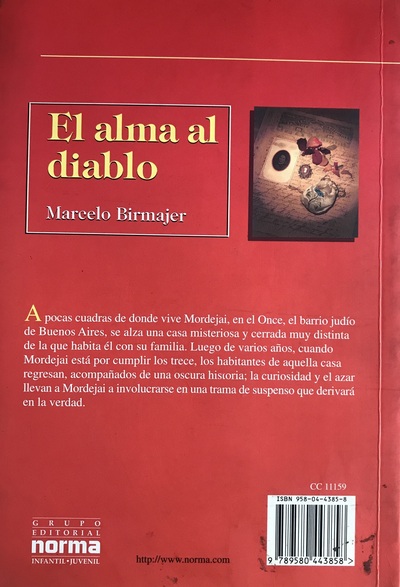 El alma al
diablo
Marcelo Birmajer
A pocas cuadras de donde vive Mordejai, en el Once, el barrio judío
de Buenos Aires, se alza una casa misteriosa y cerrada muy distinta
de la que habita él con su familia. Luego de varios años, cuando
Mordejai está por cumplir los trece, los habitantes de aquella casa
regresan, acompañados de una oscura historia; la curiosidad y el azar
llevan a Mordejai a involucrarse en una trama de suspenso que derivará
en la verdad.
CC 11159
ISBN 958-04-4385-8
9 789580 443858 >
GRUPO
EDITORIAL
norma
INFANTIL · JUVENIL
http://www.norma.com